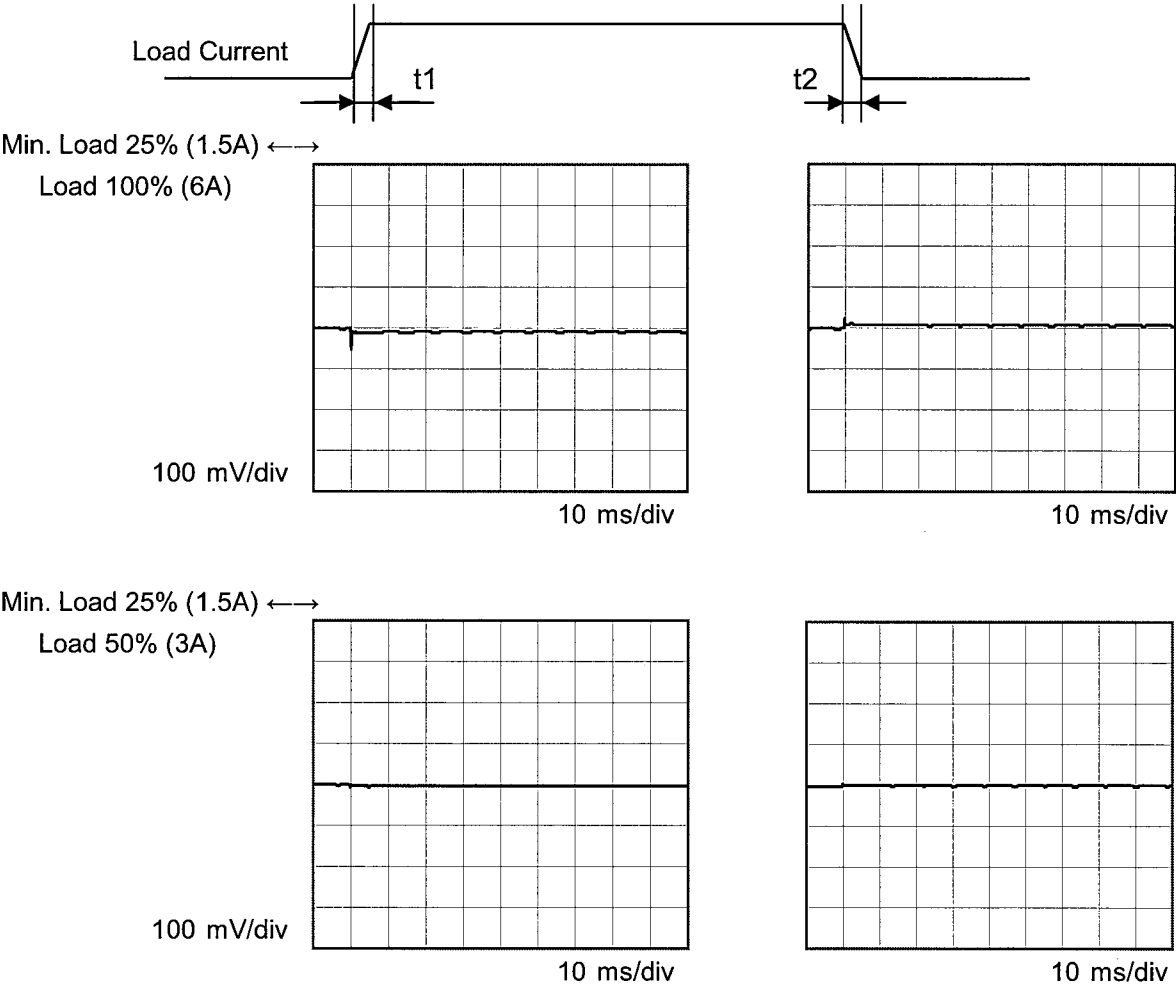 Load Current
t1
t2
Min. Load 25% (1.5A) ←→
Load 100% (6A)
100 mV/div
10 ms/div
10 ms/div
Min. Load 25% (1.5A) ←→
Load 50% (3A)
100 mV/div
10 ms/div
10 ms/div